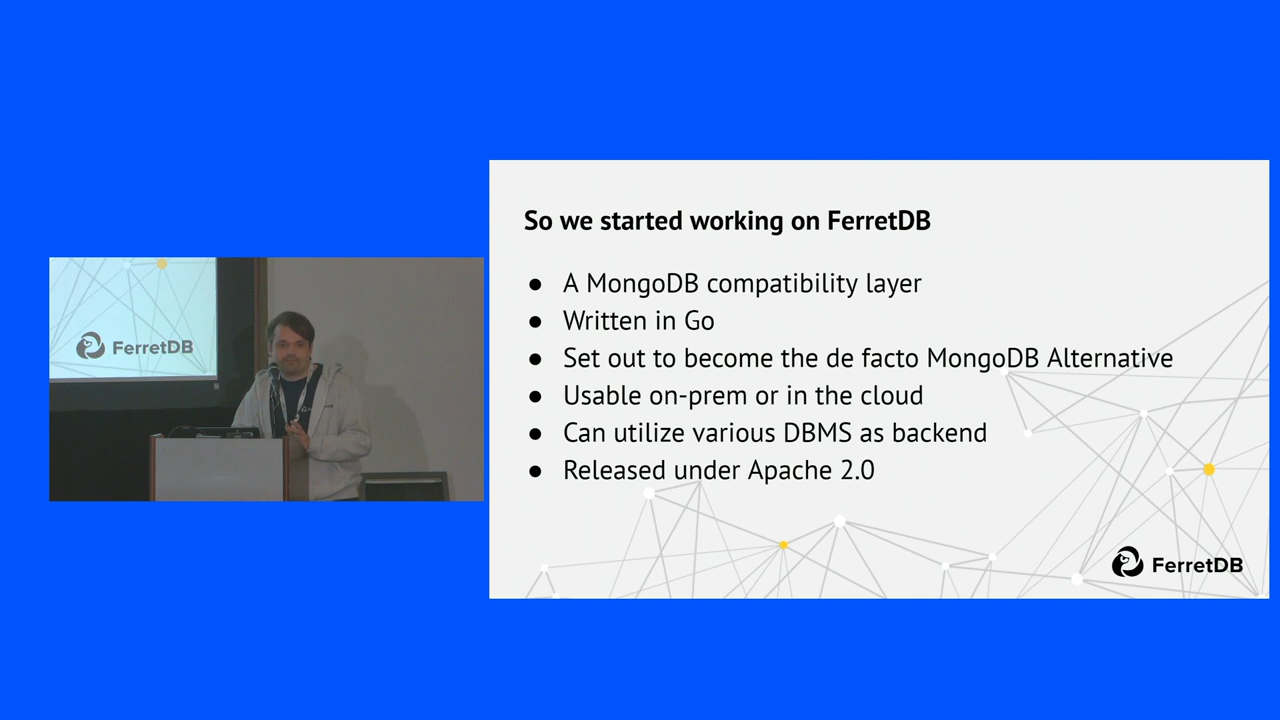 FerretDB
So we started working on FerretDB
● A MongoDB compatibility layer
● Written in Go
● Set out to become the de facto MongoDB Alternative
● Usable on-prem or in the cloud
● Can utilize various DBMS as backend
● Released under Apache 2.0
FerretDB